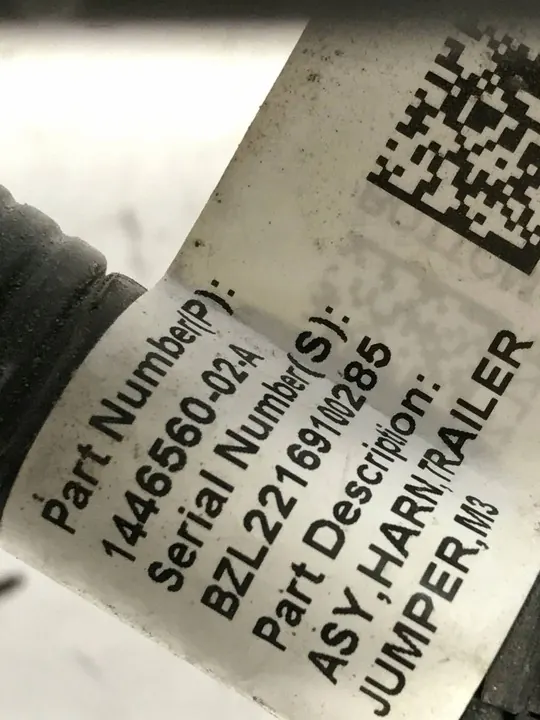 Part Number(P):
1446560-02-A
Serial Number(S):
BZL22169100285
Part Description:
ASY,HARN,TRAILER
JUMPER,M3